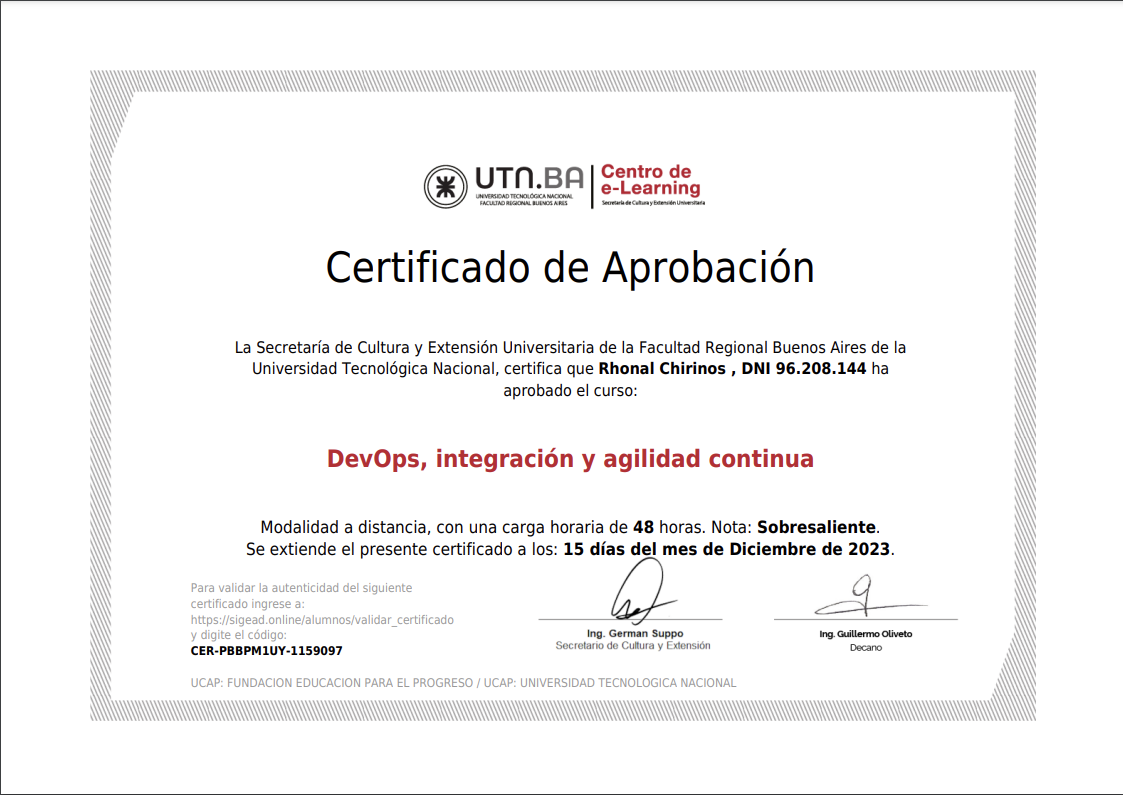 UTN.BA
UNIVERSIDAD TECNOLÓGICA NACIONAL
FACULTAD REGIONAL BUENOS AIRES
Centro de
e-Learning
Secretaría de Cultura y Extensión Universitaria
Certificado de Aprobación
La Secretaría de Cultura y Extensión Universitaria de la Facultad Regional Buenos Aires de la
Universidad Tecnológica Nacional, certifica que Rhonal Chirinos , DNI 96.208.144 ha
aprobado el curso:
DevOps, integración y agilidad continua
Modalidad a distancia, con una carga horaria de 48 horas. Nota: Sobresaliente.
Se extiende el presente certificado a los: 15 días del mes de Diciembre de 2023.
Para validar la autenticidad del siguiente
certificado ingrese a:
https://sigead.online/alumnos/validar_certificado
y digite el código:
CER-PBBPM1UY-1159097
Ing. German Suppo
Secretario de Cultura y Extensión
Ing. Guillermo Oliveto
Decano
UCAP: FUNDACION EDUCACION PARA EL PROGRESO / UCAP: UNIVERSIDAD TECNOLOGICA NACIONAL